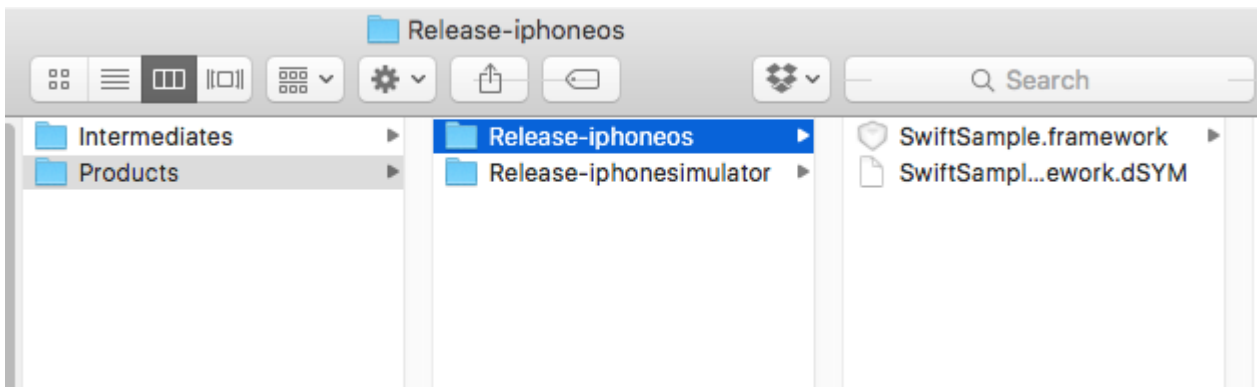 Release-iphoneos
Search
Intermediates
Products
Release-iphoneos
Release-iphonesimulator
SwiftSample.framework
SwiftSampl...ework.dSYM